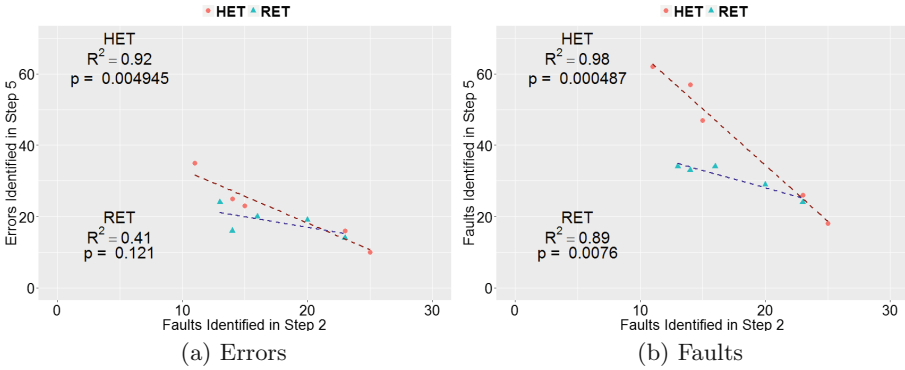 HET RET
HET
R2 = 0.92
p = 0.004945
RET
R2 = 0.41
p = 0.121
Errors Identified in Step 5
60
40
20
0
0 10 20 30
Faults Identified in Step 2
(a) Errors
HET RET
HET
R2 = 0.98
p = 0.000487
RET
R2 = 0.89
p = 0.0076
Faults Identified in Step 5
60
40
20
0
0 10 20 30
Faults Identified in Step 2
(b) Faults